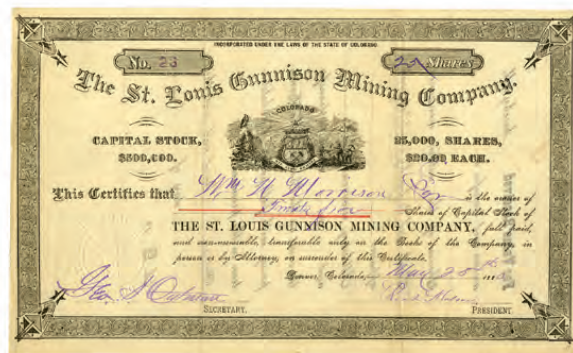 INCORPORATED UNDER THE LAWS OF THE STATE OF COLORADO
No. 23
25 Shares
The St. Louis Gunnison Mining Company.
COLORADO
CAPITAL STOCK,
$500,000.
25,000, SHARES,
$20.00 EACH.
This Certifies that Wm H is the owner of
Twenty five Shares of Capital Stock of
THE ST. LOUIS GUNNISON MINING COMPANY, full paid,
and non-assessable, transferable only on the Books of the Company, in
person or by Attorney, on surrender of this Certificate.
Denver, Colorado, May 25th
SECRETARY.
PRESIDENT.